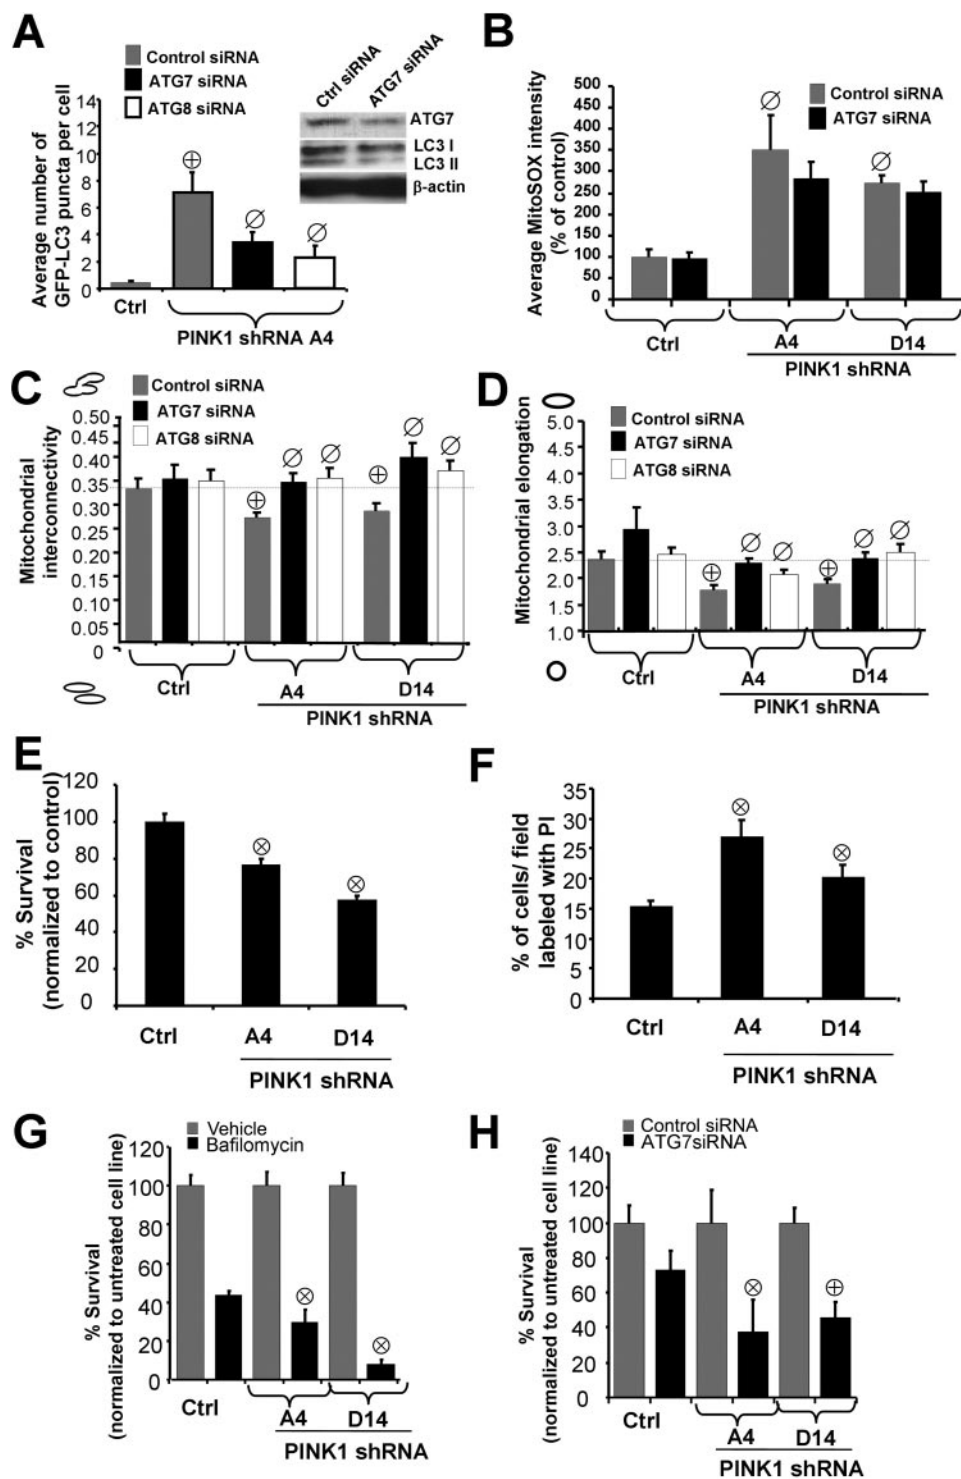 A
Control siRNA
ATG7 siRNA
ATG8 siRNA
Average number of
GFP-LC3 puncta per cell
14
12
10
8
6
4
2
0
Ctrl
PINK1 shRNA A4
Ctrl siRNA
ATG7 siRNA
ATG7
LC3 I
LC3 II
β-actin
B
Control siRNA
ATG7 siRNA
Average MitoSOX intensity
(% of control)
500
450
400
350
300
250
200
150
100
50
0
Ctrl
A4
D14
PINK1 shRNA
C
Control siRNA
ATG7 siRNA
ATG8 siRNA
Mitochondrial
interconnectivity
0.50
0.45
0.40
0.35
0.30
0.25
0.20
0.15
0.10
0.05
0
Ctrl
A4
D14
PINK1 shRNA
D
Control siRNA
ATG7 siRNA
ATG8 siRNA
Mitochondrial elongation
5.0
4.5
4.0
3.5
3.0
2.5
2.0
1.5
1.0
Ctrl
A4
D14
PINK1 shRNA
E
% Survival
(normalized to control)
120
100
80
60
40
20
0
Ctrl
A4
D14
PINK1 shRNA
F
% of cells/ field
labeled with PI
35
30
25
20
15
15
5
0
Ctrl
A4
D14
PINK1 shRNA
G
Vehicle
Bafilomycin
% Survival
(normalized to untreated cell line)
120
100
80
60
40
20
0
Ctrl
A4
D14
PINK1 shRNA
H
Control siRNA
ATG7siRNA
% Survival
(normalized to untreated cell line)
140
120
100
80
60
40
20
0
Ctrl
A4
D14
PINK1 shRNA